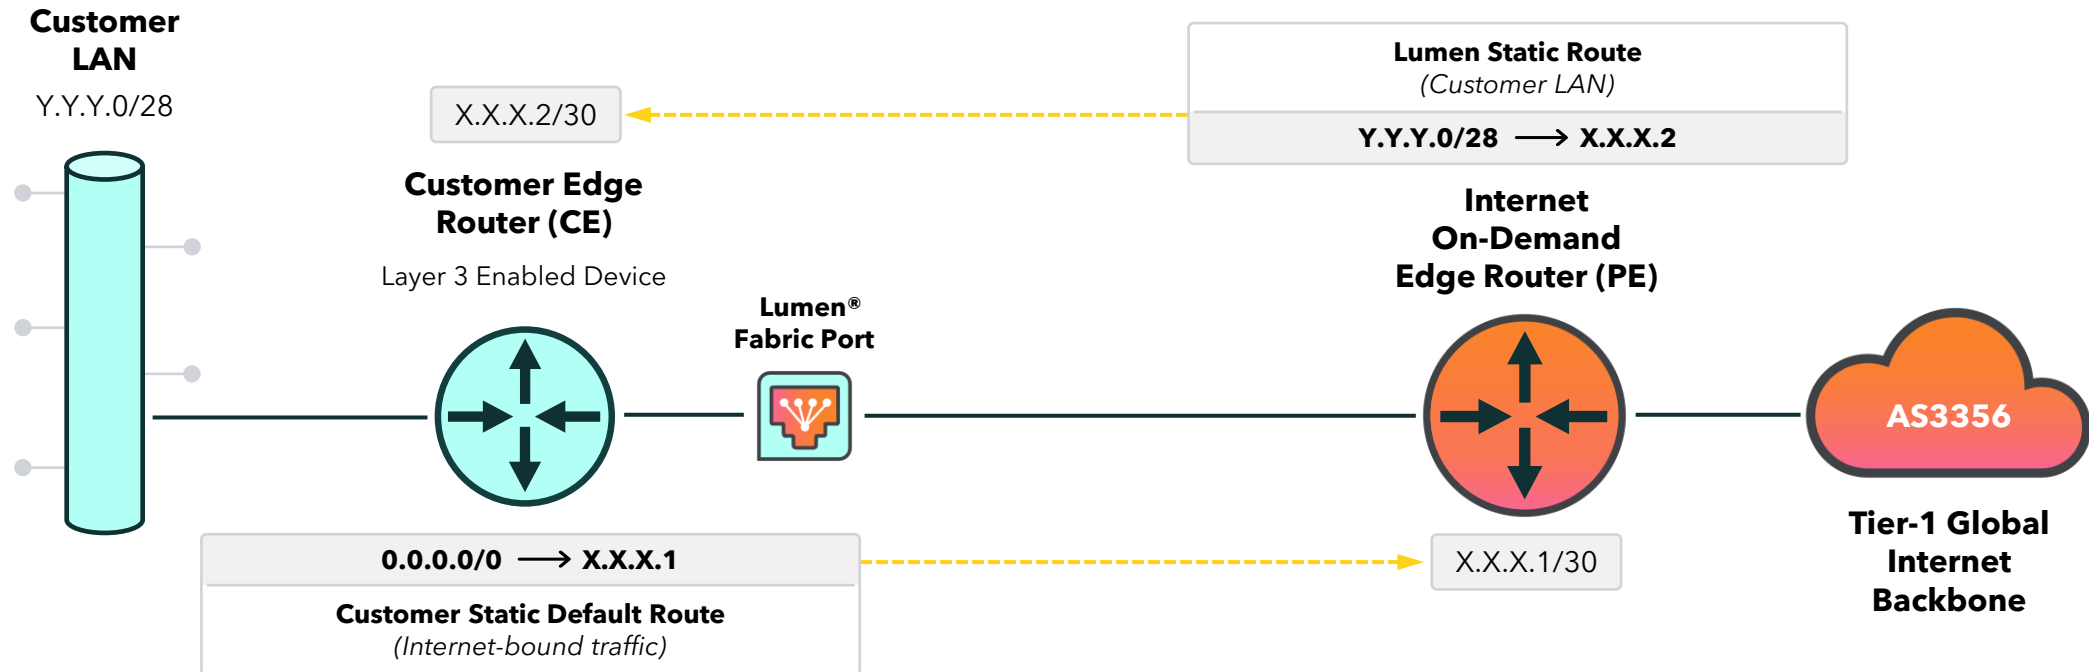 Customer
LAN
Y.Y.Y.0/28
X.X.X.2/30
Customer Edge
Router (CE)
Layer 3 Enabled Device
Lumen®
Fabric Port
Lumen Static Route
(Customer LAN)
Y.Y.Y.0/28 ⟶ X.X.X.2
Internet
On-Demand
Edge Router (PE)
AS3356
Tier-1 Global
Internet
Backbone
0.0.0.0/0 ⟶ X.X.X.1
Customer Static Default Route
(Internet-bound traffic)
X.X.X.1/30